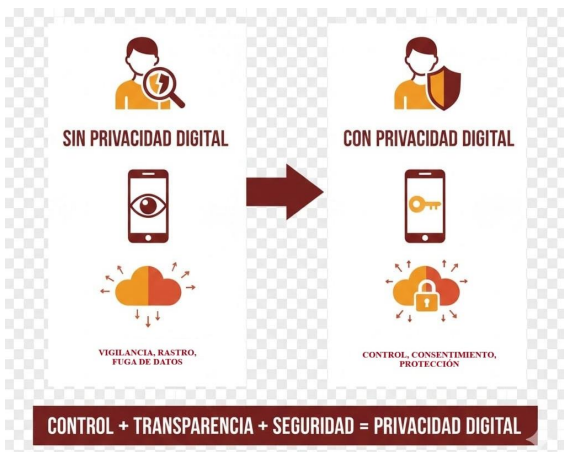 SIN PRIVACIDAD DIGITAL
VIGILANCIA, RASTRO,
FUGA DE DATOS
CON PRIVACIDAD DIGITAL
CONTROL, CONSENTIMIENTO,
PROTECCIÓN
CONTROL + TRANSPARENCIA + SEGURIDAD = PRIVACIDAD DIGITAL